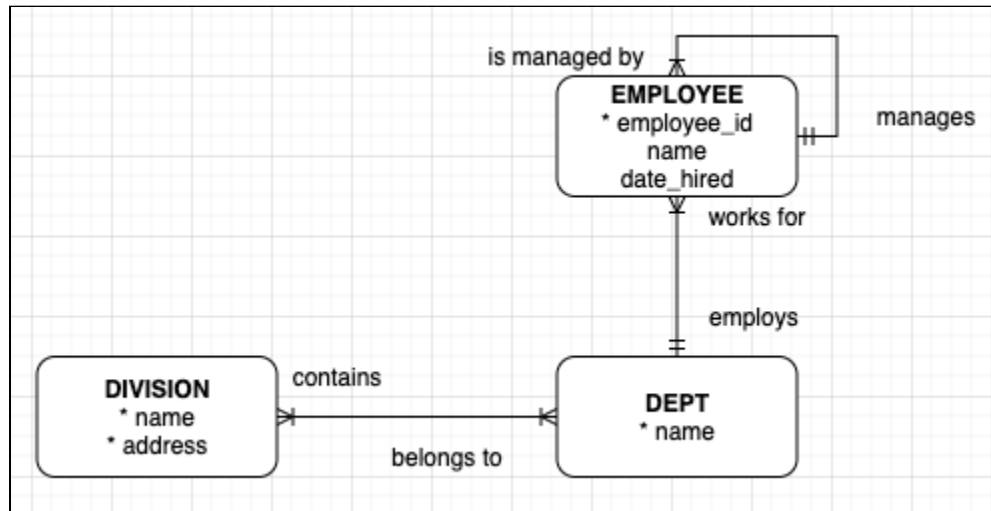 is managed by
EMPLOYEE
* employee_id
name
date_hired
manages
works for
employs
contains
DIVISION
* name
* address
DEPT
* name
belongs to